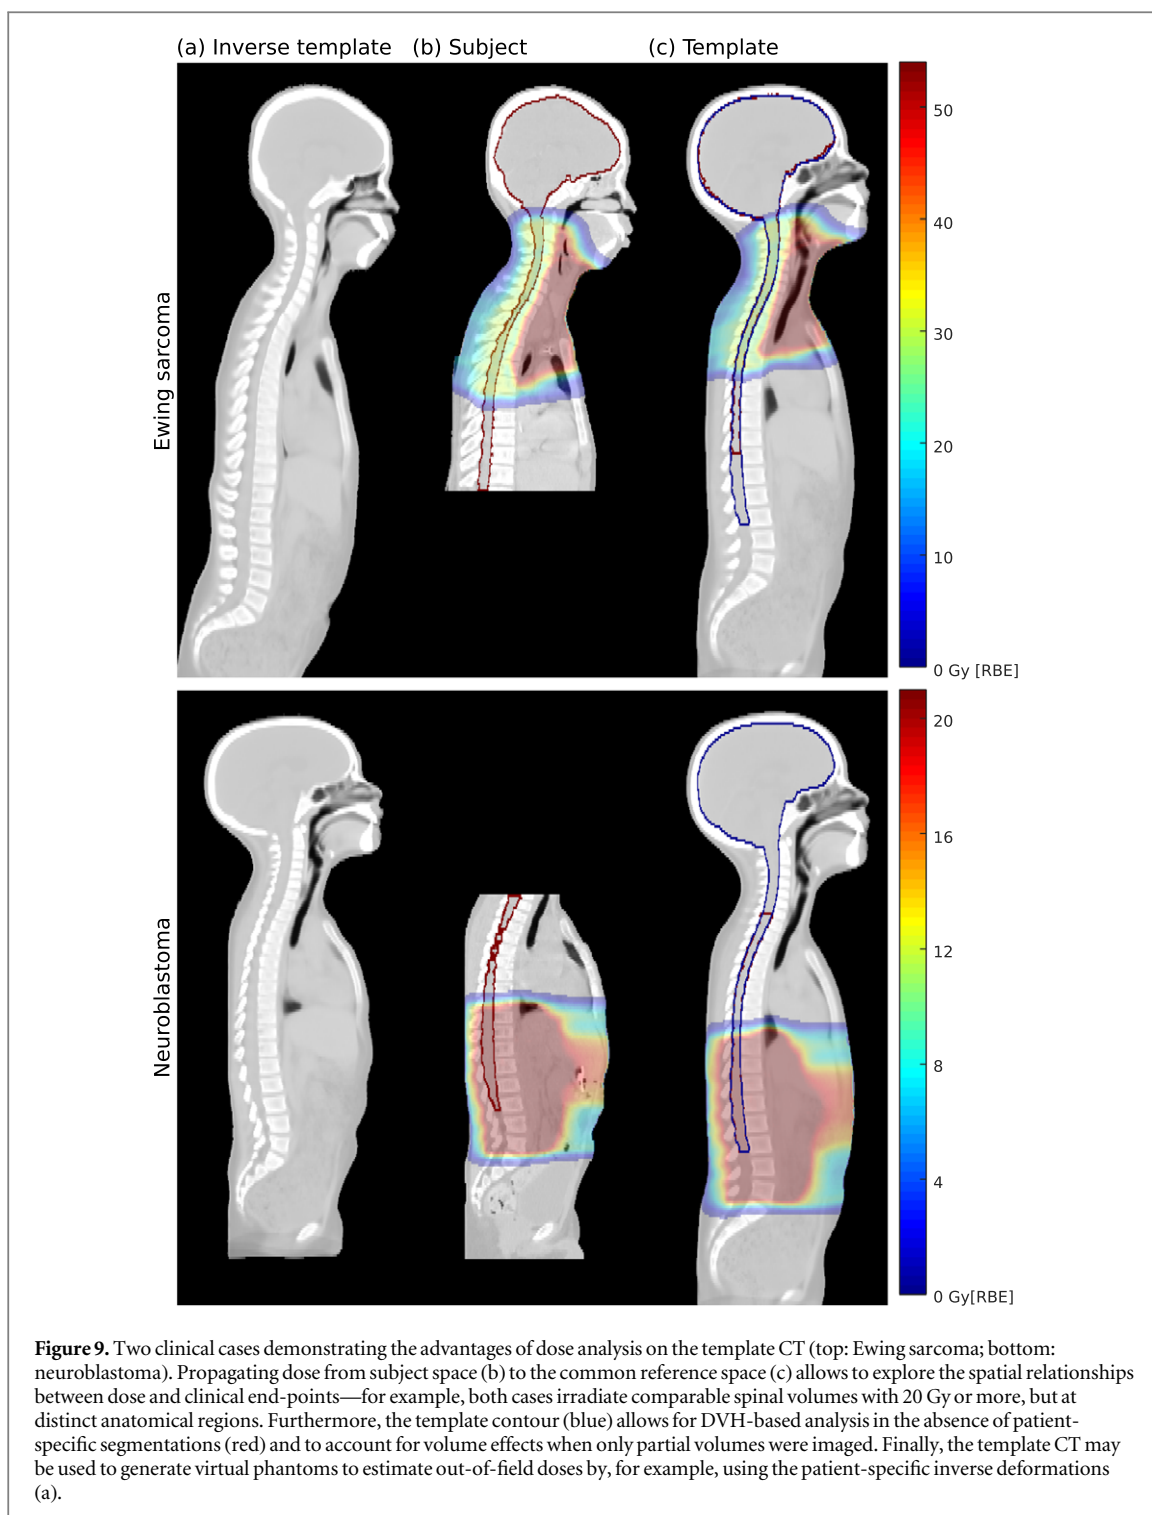 (a) Inverse template
(b) Subject
(c) Template
Ewing sarcoma
50
40
30
20
10
0 Gy [RBE]
Neuroblastoma
20
16
12
8
4
0 Gy[RBE]
Figure 9. Two clinical cases demonstrating the advantages of dose analysis on the template CT (top: Ewing sarcoma; bottom:
neuroblastoma). Propagating dose from subject space (b) to the common reference space (c) allows to explore the spatial relationships
between dose and clinical end-points—for example, both cases irradiate comparable spinal volumes with 20 Gy or more, but at
distinct anatomical regions. Furthermore, the template contour (blue) allows for DVH-based analysis in the absence of patient-
specific segmentations (red) and to account for volume effects when only partial volumes were imaged. Finally, the template CT may
be used to generate virtual phantoms to estimate out-of-field doses by, for example, using the patient-specific inverse deformations
(a).